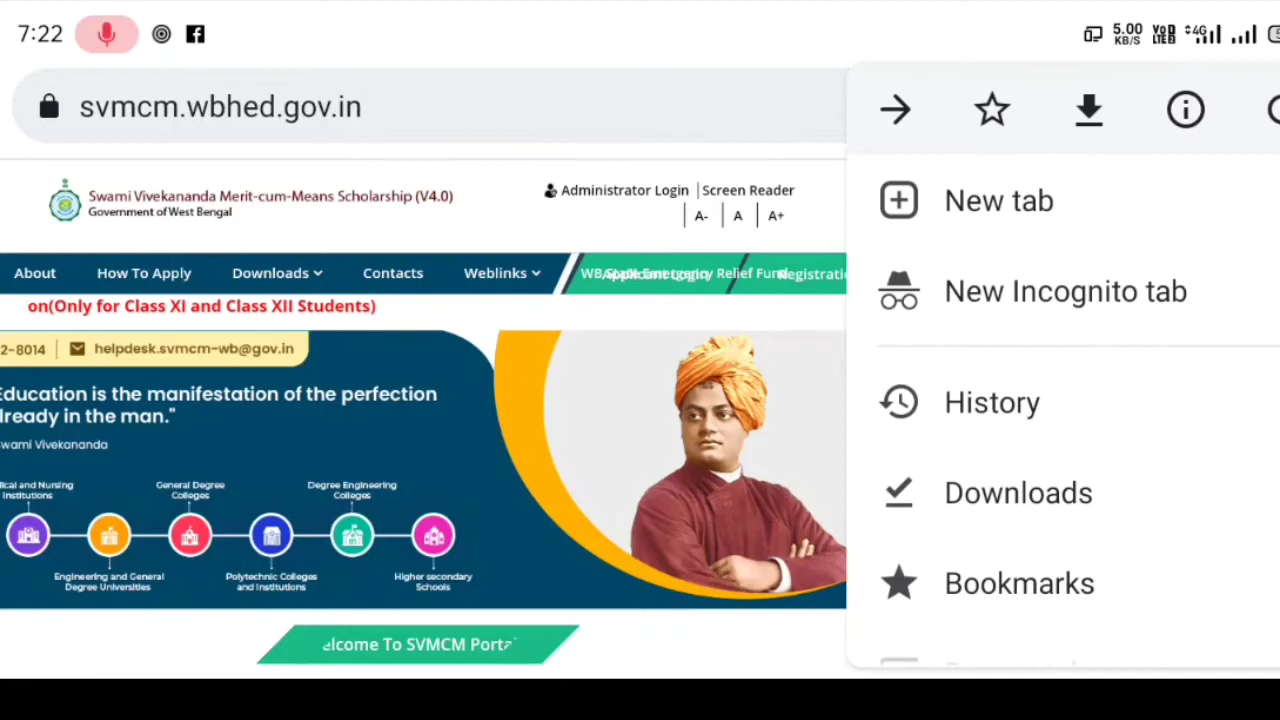 7:22
5.00
KB/S
4G
svmcm.wbhed.gov.in
Swami Vivekananda Merit-cum-Means Scholarship (V4.0)
Government of West Bengal
Administrator Login
Screen Reader
A-
A
A+
About
How To Apply
Downloads
Contacts
Weblinks
Emergency Relief Fund
on(Only for Class XI and Class XII Students)
2-8014
helpdesk.svmcm-wb@gov.in
Education is the manifestation of the perfection
lready in the man."
wami Vivekananda
ical and Nursing
Institutions
General Degree
Colleges
Degree Engineering
Colleges
Engineering and General
Degree Universities
Polytechnic Colleges
and Institutions
Higher secondary
Schools
elcome To SVMCM Porta
New tab
New Incognito tab
History
Downloads
Bookmarks